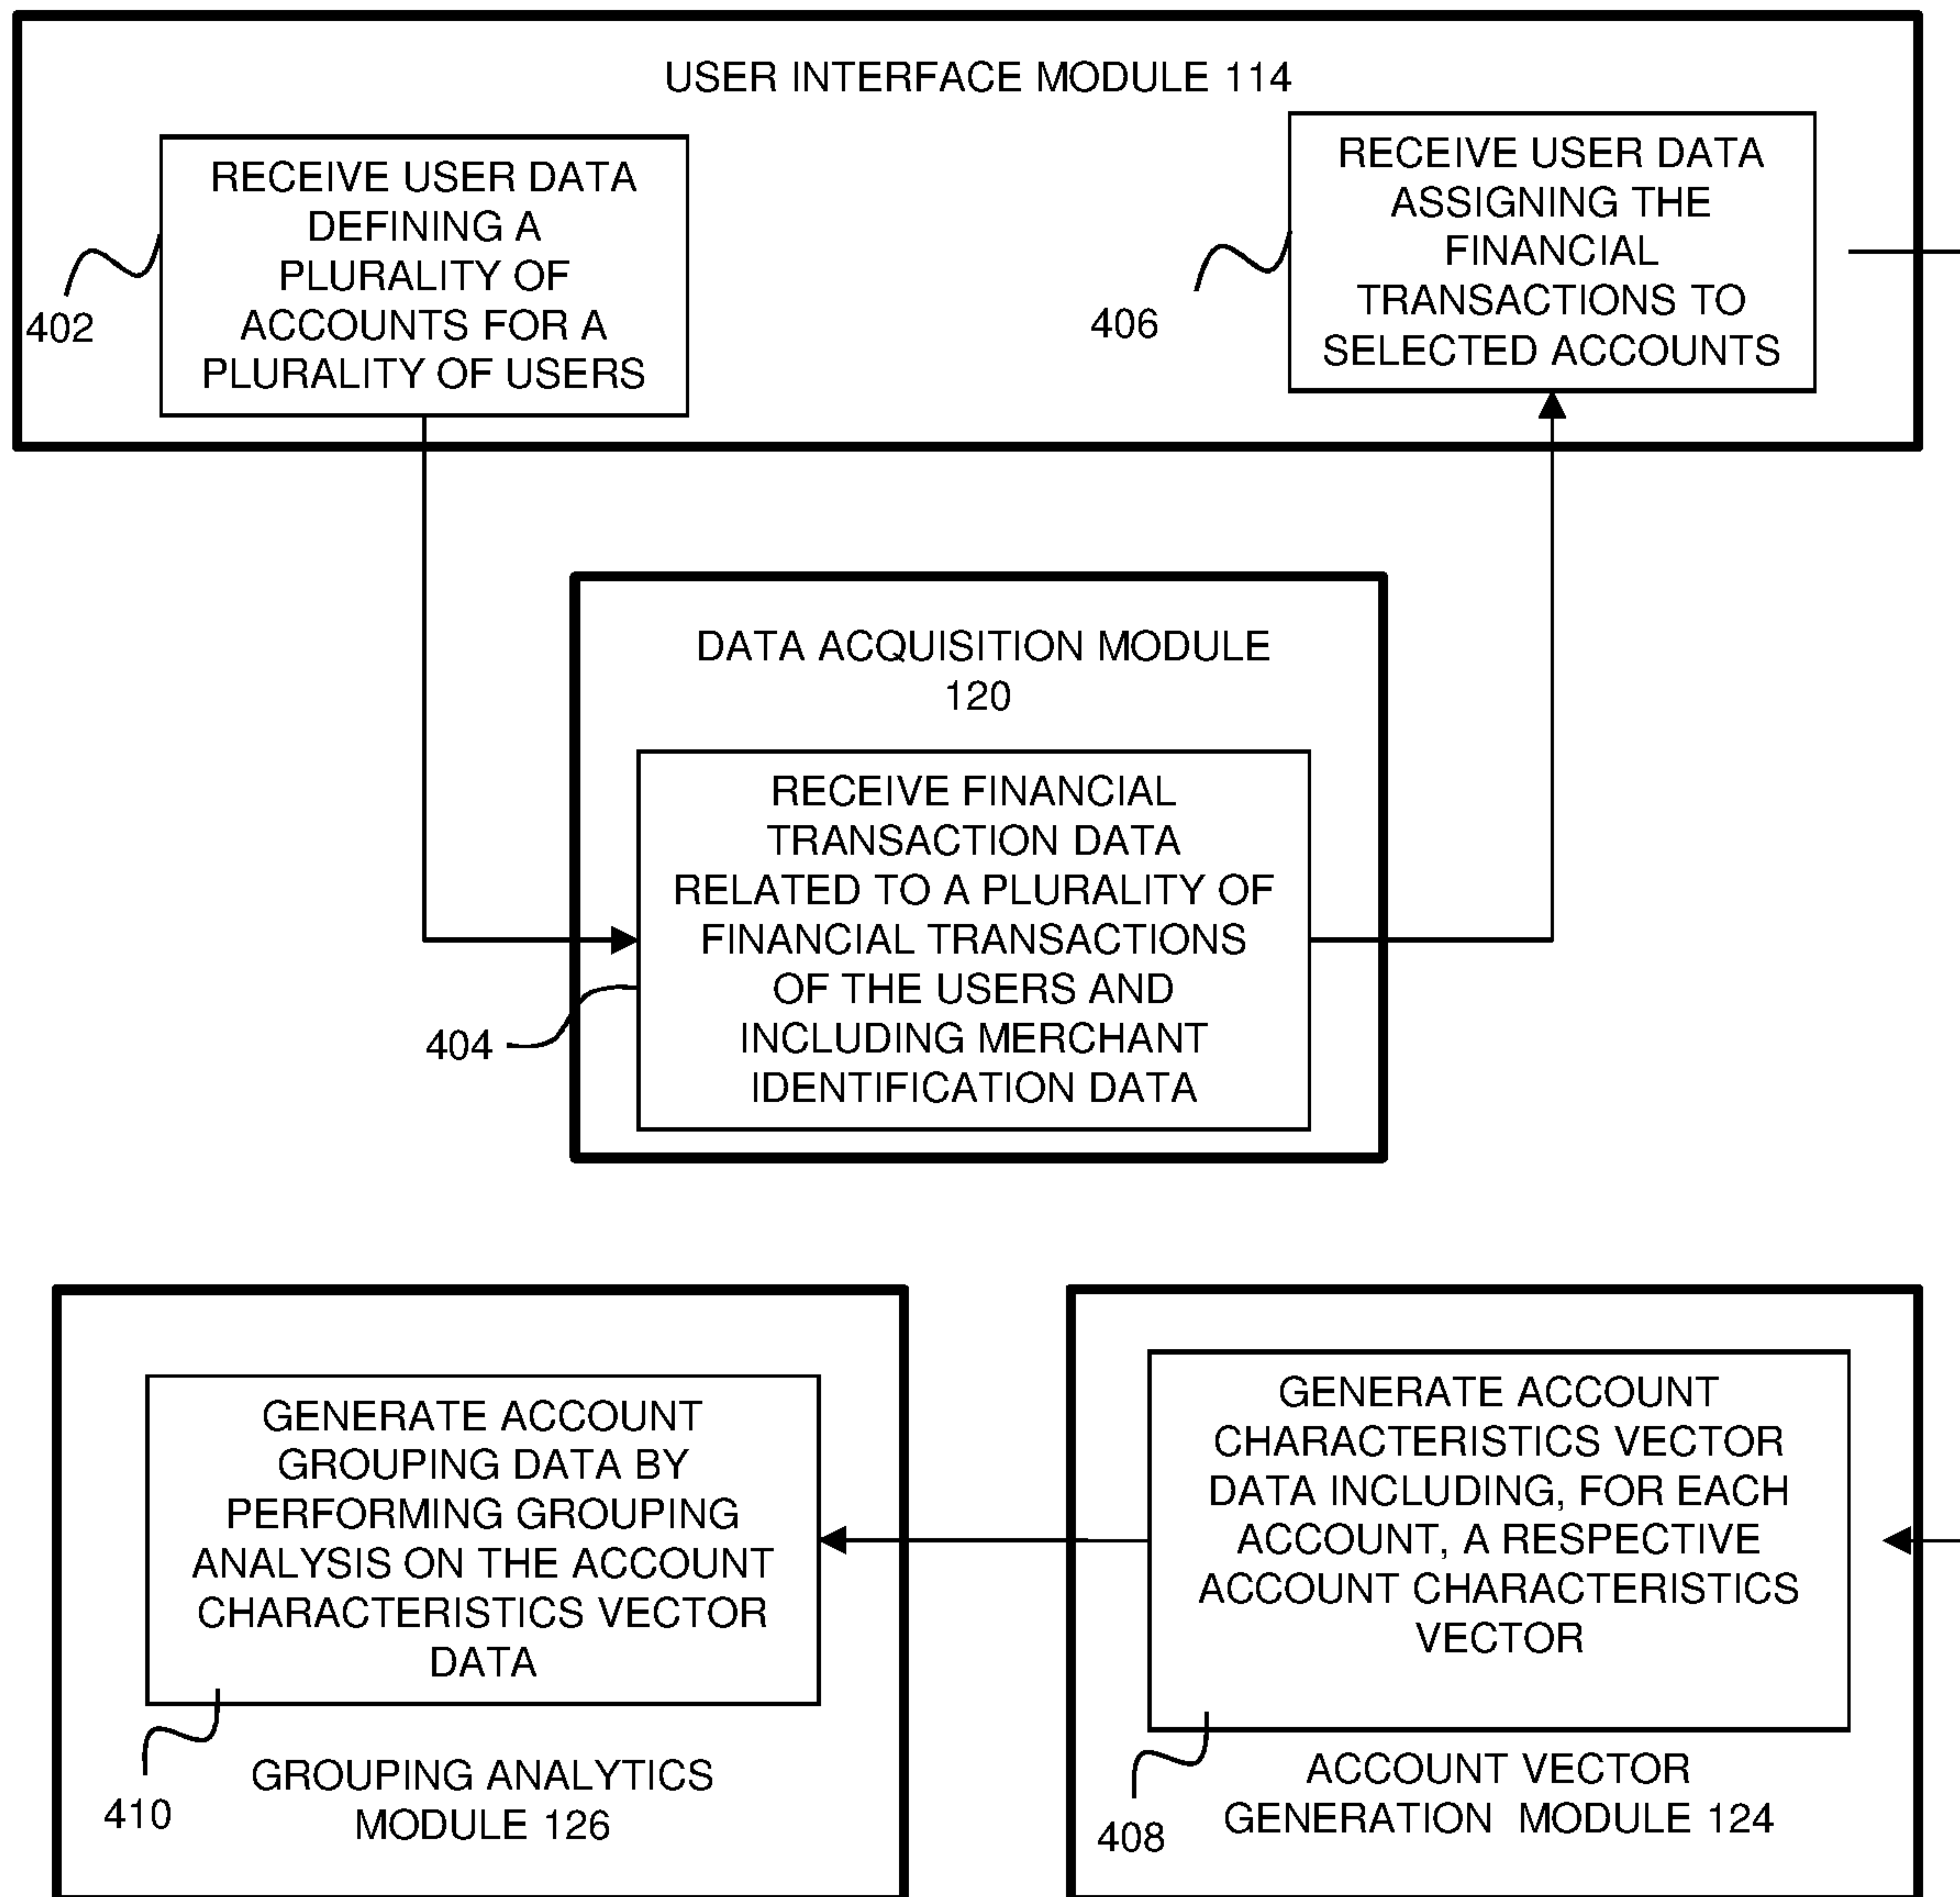 USER INTERFACE MODULE 114
RECEIVE USER DATA
DEFINING A
PLURALITY OF
ACCOUNTS FOR A
PLURALITY OF USERS
402
RECEIVE USER DATA
ASSIGNING THE
FINANCIAL
TRANSACTIONS TO
SELECTED ACCOUNTS
406
DATA ACQUISITION MODULE
120
RECEIVE FINANCIAL
TRANSACTION DATA
RELATED TO A PLURALITY OF
FINANCIAL TRANSACTIONS
OF THE USERS AND
INCLUDING MERCHANT
IDENTIFICATION DATA
404
GENERATE ACCOUNT
GROUPING DATA BY
PERFORMING GROUPING
ANALYSIS ON THE ACCOUNT
CHARACTERISTICS VECTOR
DATA
410
GROUPING ANALYTICS
MODULE 126
GENERATE ACCOUNT
CHARACTERISTICS VECTOR
DATA INCLUDING, FOR EACH
ACCOUNT, A RESPECTIVE
ACCOUNT CHARACTERISTICS
VECTOR
408
ACCOUNT VECTOR
GENERATION MODULE 124